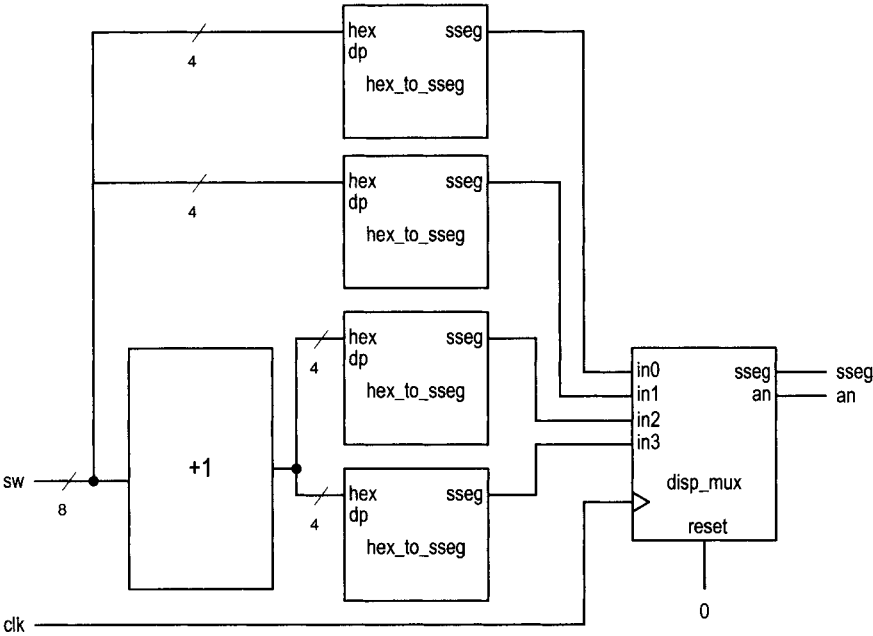 hex sseg
dp
hex_to_sseg
4
hex sseg
dp
hex_to_sseg
4
hex sseg
dp
hex_to_sseg
4
in0 sseg sseg
in1 an an
in2
in3
+1
sw
8
hex sseg
dp
hex_to_sseg
4
disp_mux
reset
0
clk